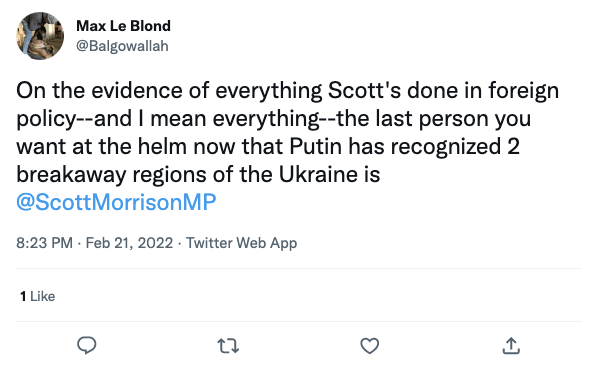 Max Le Blond
@Balgowallah
On the evidence of everything Scott's done in foreign
policy--and I mean everything--the last person you
want at the helm now that Putin has recognized 2
breakaway regions of the Ukraine is
@ScottMorrisonMP
8:23 PM · Feb 21, 2022 · Twitter Web App
1 Like